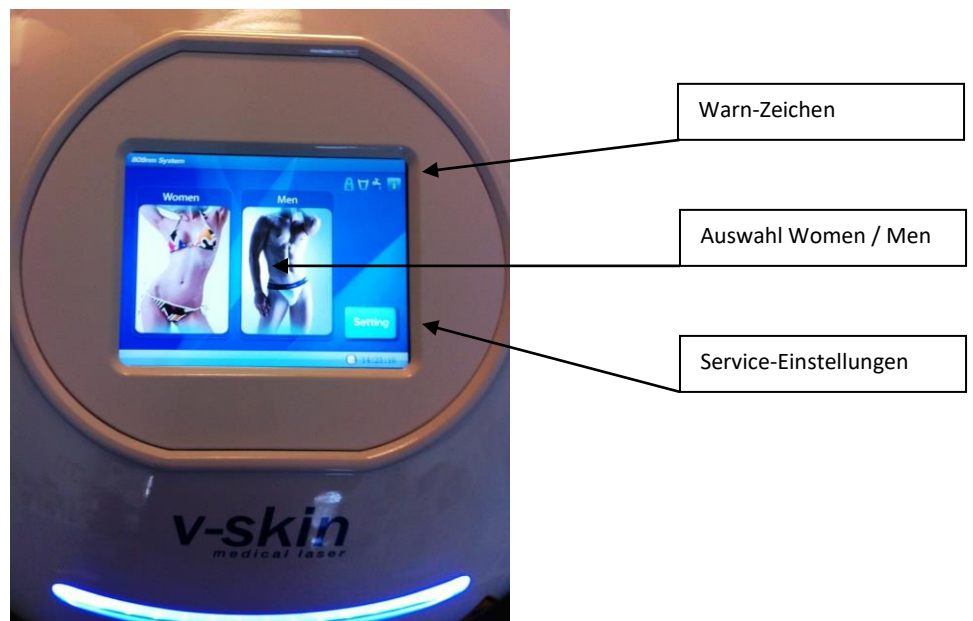 Warn-Zeichen
808nm System
Women
Men
Auswahl Women / Men
Setting
Service-Einstellungen
v-skin
medical laser